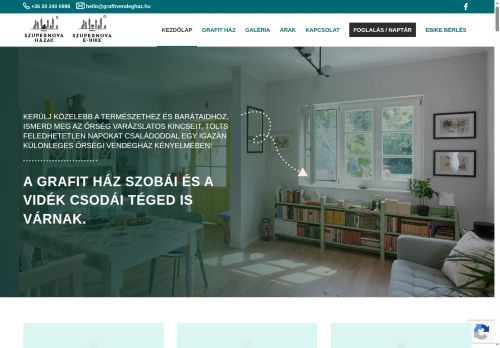 +36 20 240 6996 hello@grafitvendeghaz.hu
SZUPERNOVA HÁZAK
SZUPERNOVA E-BIKE
KEZDŐLAP GRAFIT HÁZ GALÉRIA ÁRAK KAPCSOLAT FOGLALÁS / NAPTÁR EBIKE BÉRLÉS
KERÜLJ KÖZELEBB A TERMÉSZETHEZ ÉS BARÁTAIDHOZ,
ISMERD MEG AZ ŐRSÉG VARÁZSLATOS KINCSEIT, TÖLTS
FELEDHETETLEN NAPOKAT CSALÁDODDAL EGY IGAZÁN
KÜLÖNLEGES ŐRSÉGI VENDÉGHÁZ KÉNYELMÉBEN!
A GRAFIT HÁZ SZOBÁI ÉS A
VIDÉK CSODÁI TÉGED IS
VÁRNAK.